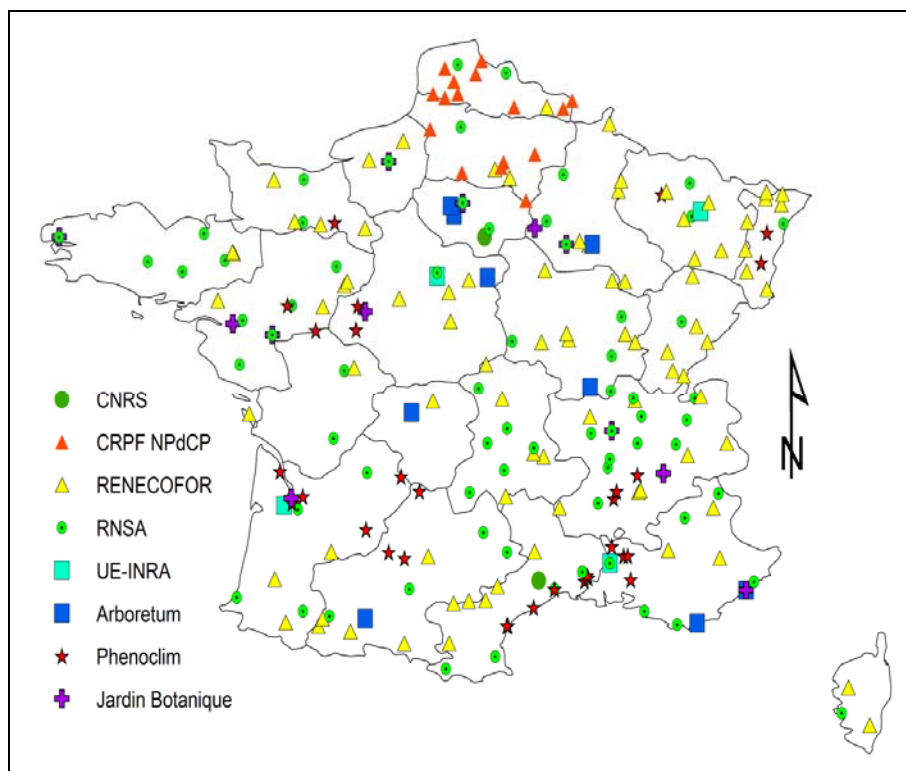 CNRS
CRPF NPdCP
RENECOFOR
RNSA
UE-INRA
Arboretum
Phenoclim
Jardin Botanique
N